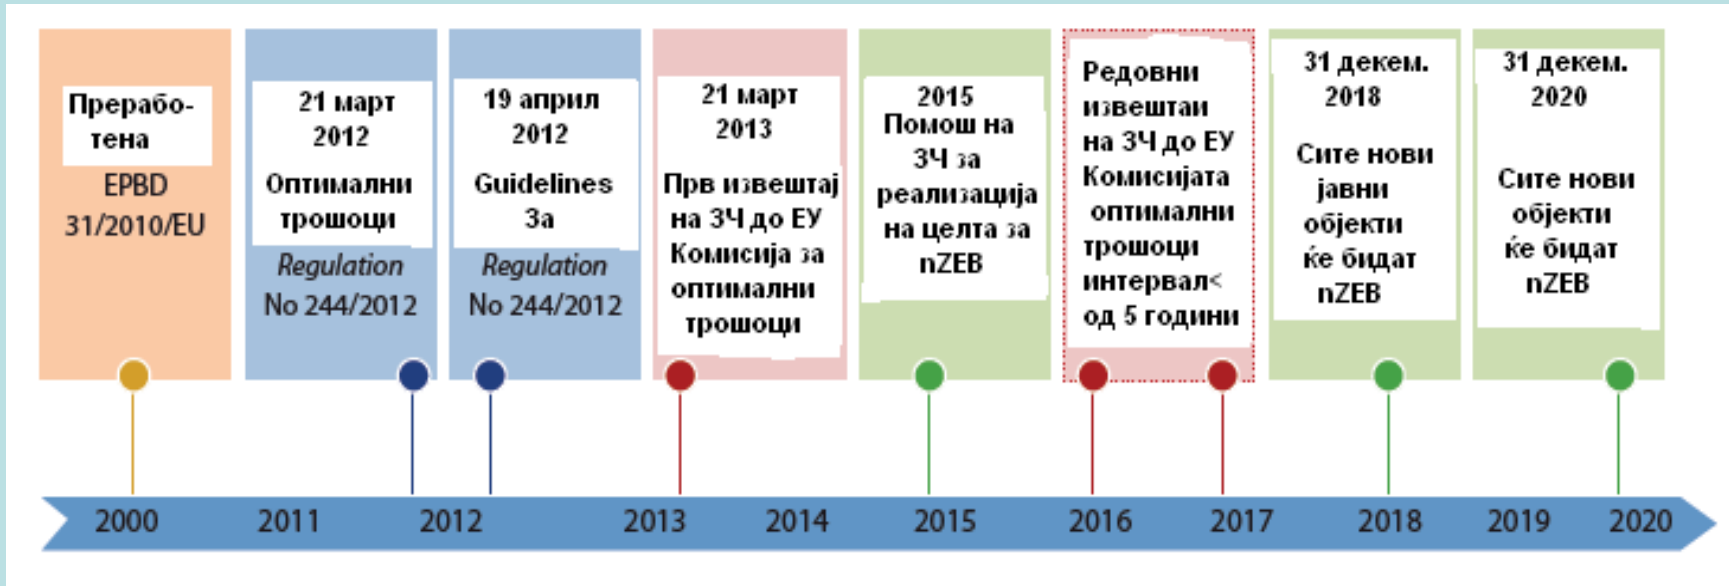 Преработена
EPBD
31/2010/EU
21 март
2012
Оптимални
трошоци
Regulation
No 244/2012
19 април
2012
Guidelines
За
Regulation
No 244/2012
21 март
2013
Прв извештај
на ЗЧ до ЕУ
Комисија за
оптимални
трошоци
2015
Помош на
ЗЧ за
реализација
на целта за
nZEB
Редовни
извештаи
на ЗЧ до ЕУ
Комисијата
оптимални
трошоци
интервал<
од 5 години
31 декем.
2018
Сите нови
јавни
објекти
ќе бидат
nZEB
31 декем.
2020
Сите нови
објекти
ќе бидат
nZEB
2000 2011 2012 2013 2014 2015 2016 2017 2018 2019 2020